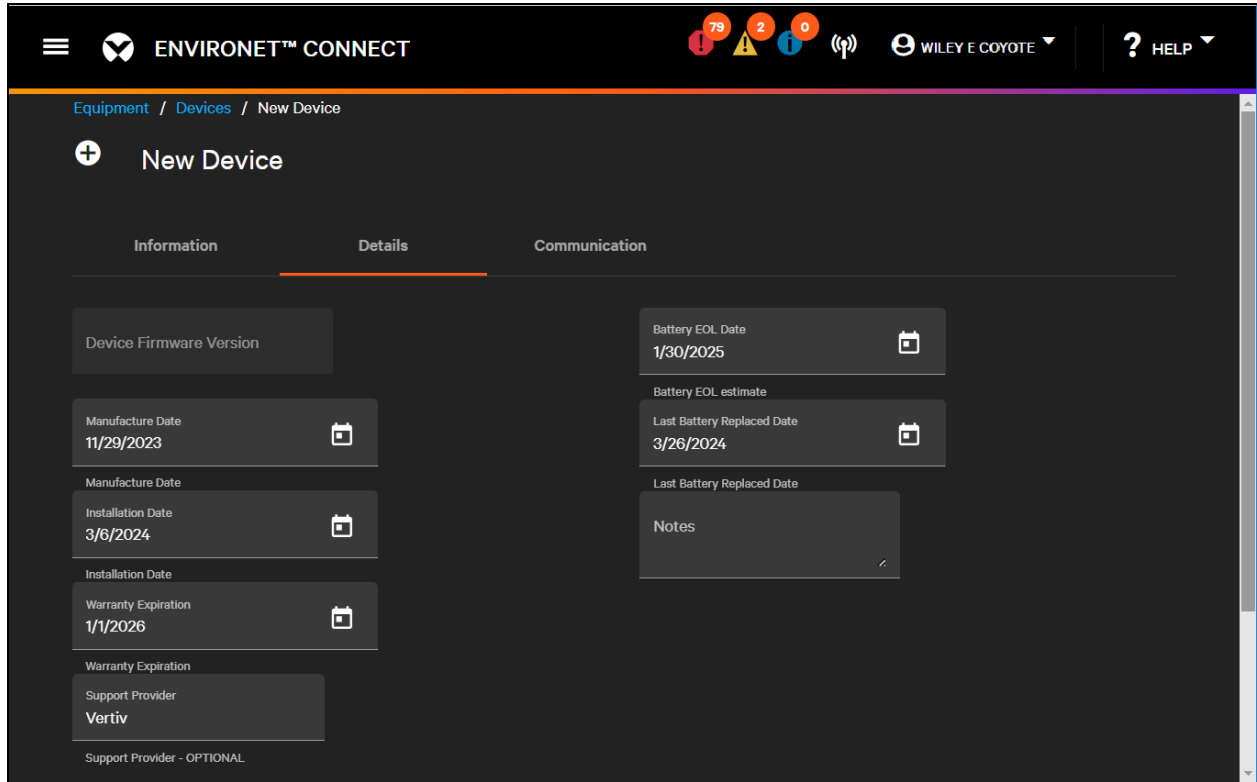 ENVIRONET™ CONNECT
79
2
0
WILEY E COYOTE
? HELP
Equipment / Devices / New Device
New Device
Information
Details
Communication
Device Firmware Version
Manufacture Date
11/29/2023
Manufacture Date
Installation Date
3/6/2024
Installation Date
Warranty Expiration
1/1/2026
Warranty Expiration
Support Provider
Vertiv
Support Provider - OPTIONAL
Battery EOL Date
1/30/2025
Battery EOL estimate
Last Battery Replaced Date
3/26/2024
Last Battery Replaced Date
Notes